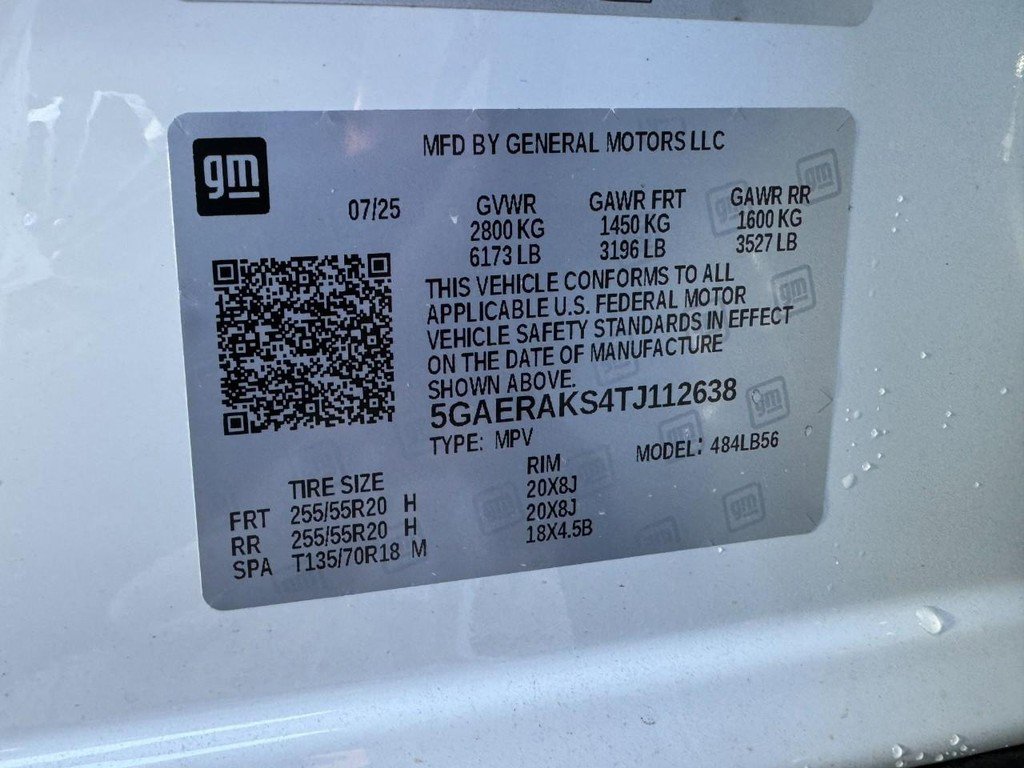 gm
MFD BY GENERAL MOTORS LLC
07/25
GVWR GAWR FRT GAWR RR
2800 KG 1450 KG 1600 KG
6173 LB 3196 LB 3527 LB
THIS VEHICLE CONFORMS TO ALL
APPLICABLE U.S. FEDERAL MOTOR
VEHICLE SAFETY STANDARDS IN EFFECT
ON THE DATE OF MANUFACTURE
SHOWN ABOVE.
5GAERAKS4TJ112638
TYPE: MPV MODEL: 484LB56
TIRE SIZE RIM
FRT 255/55R20 H 20X8J
RR 255/55R20 H 20X8J
SPA T135/70R18 M 18X4.5B